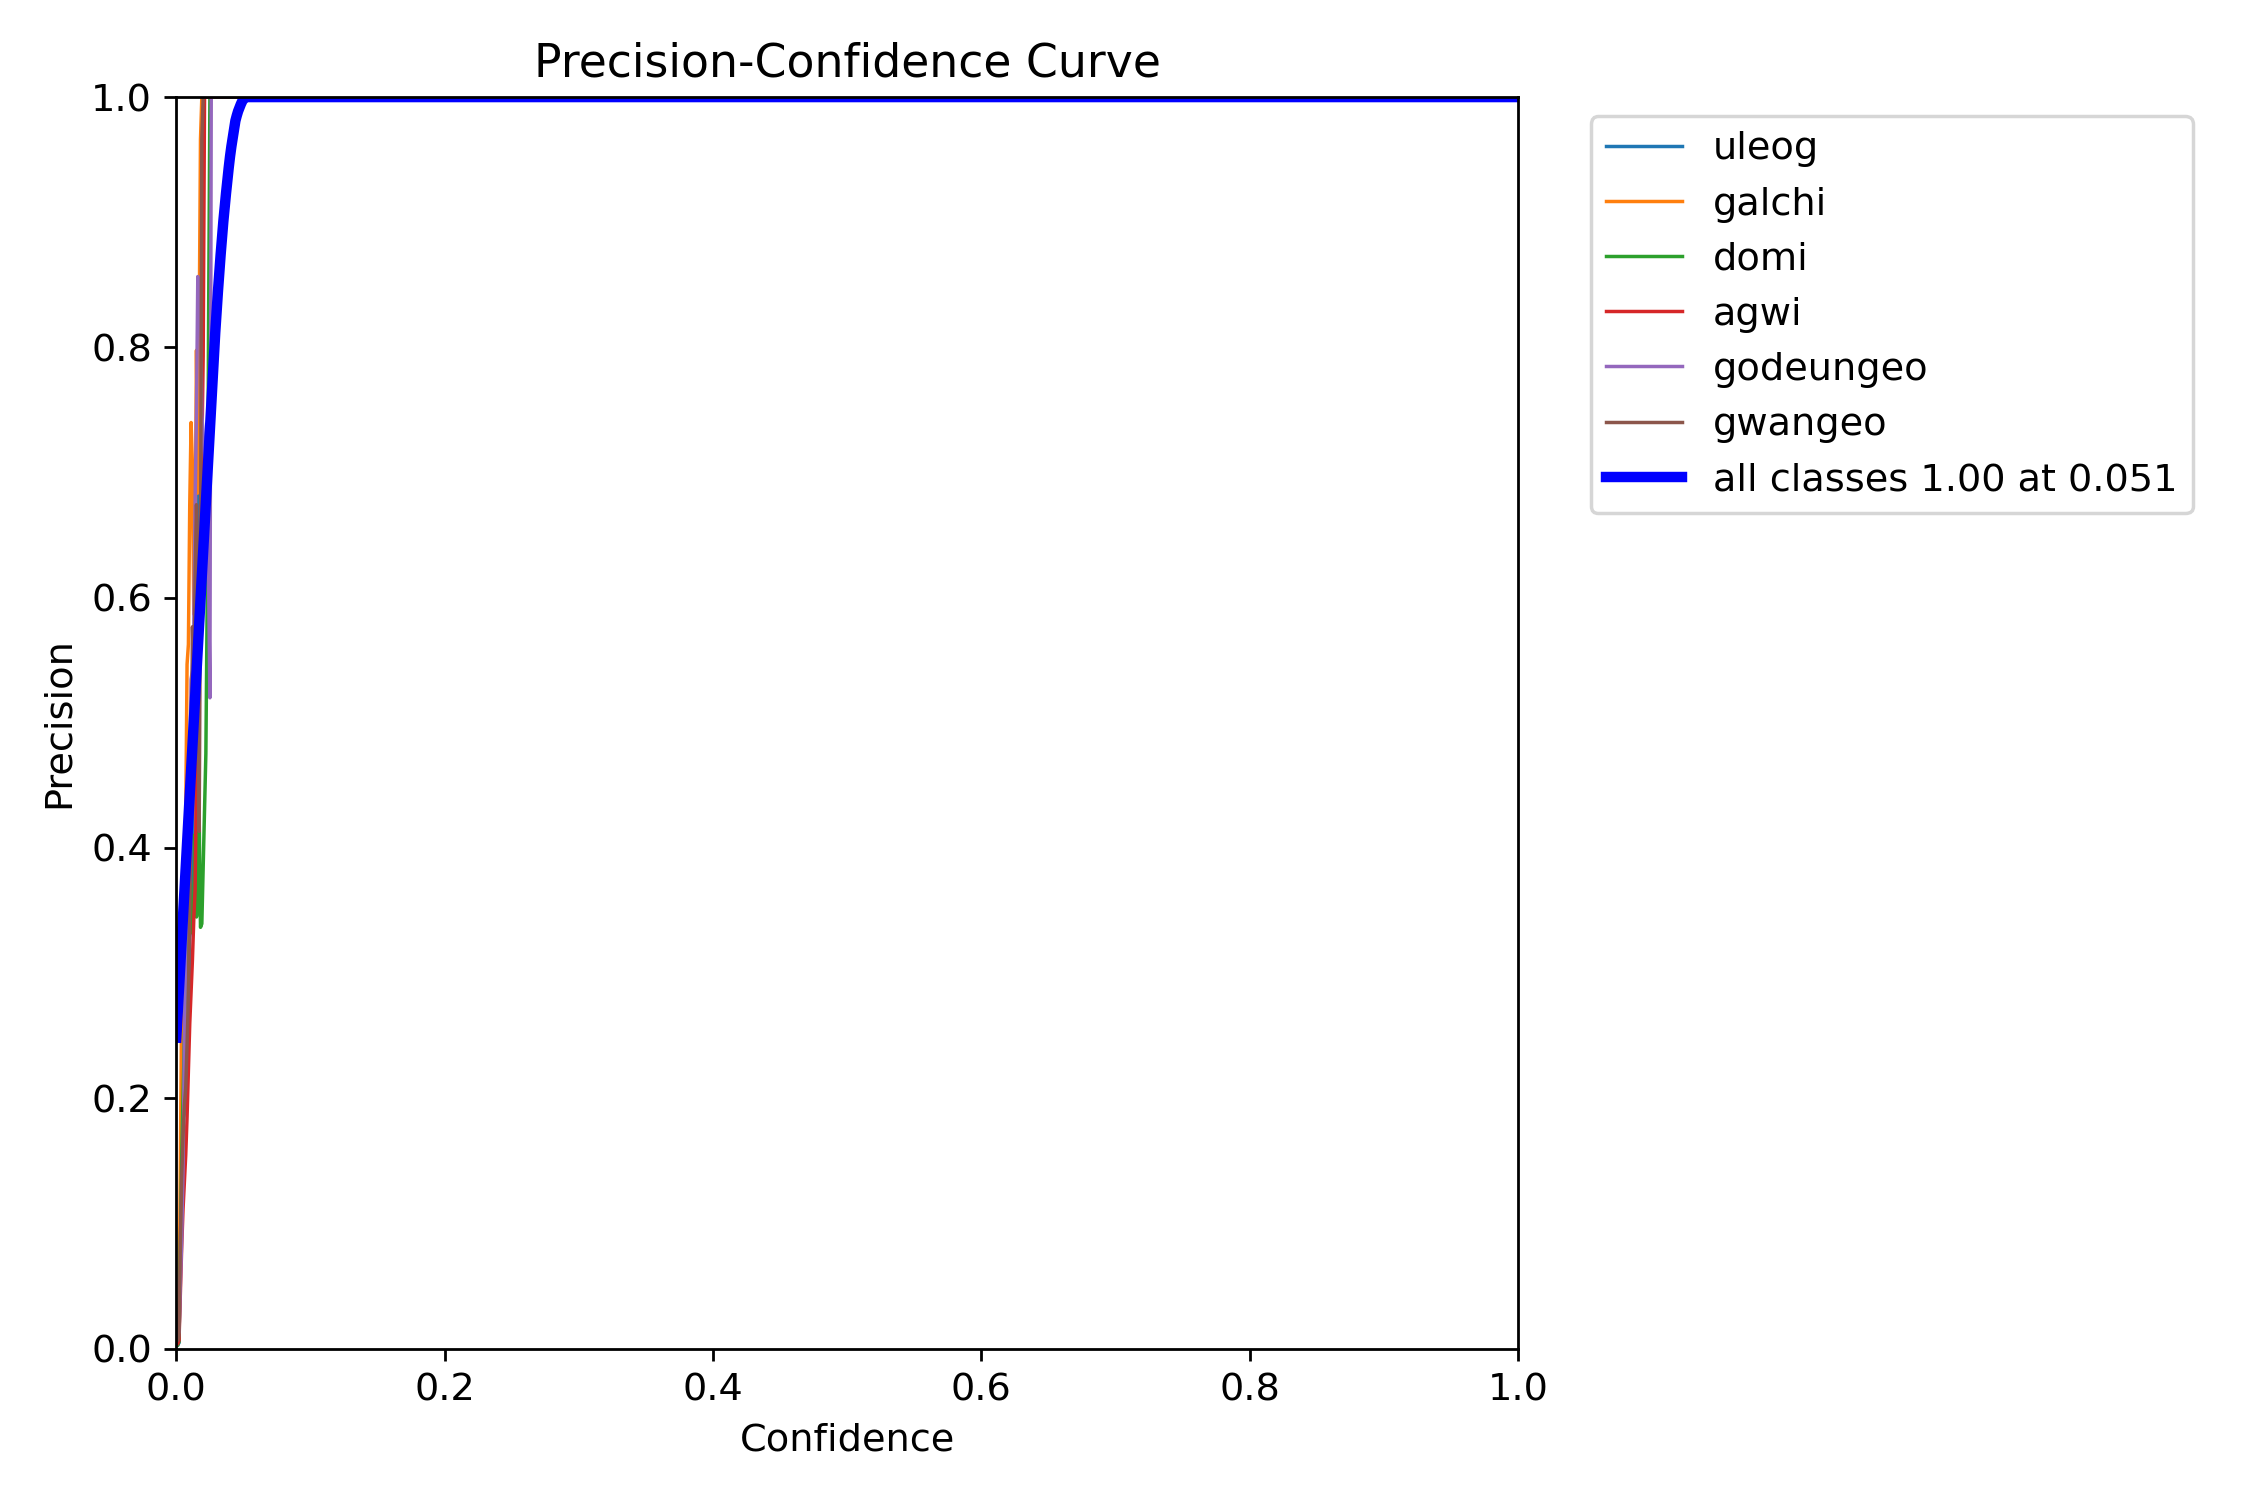 Precision-Confidence Curve
1.0
0.8
0.6
0.4
0.2
0.0
Precision
0.0 0.2 0.4 0.6 0.8 1.0
Confidence
uleog
galchi
domi
agwi
godeungeo
gwangeo
all classes 1.00 at 0.051